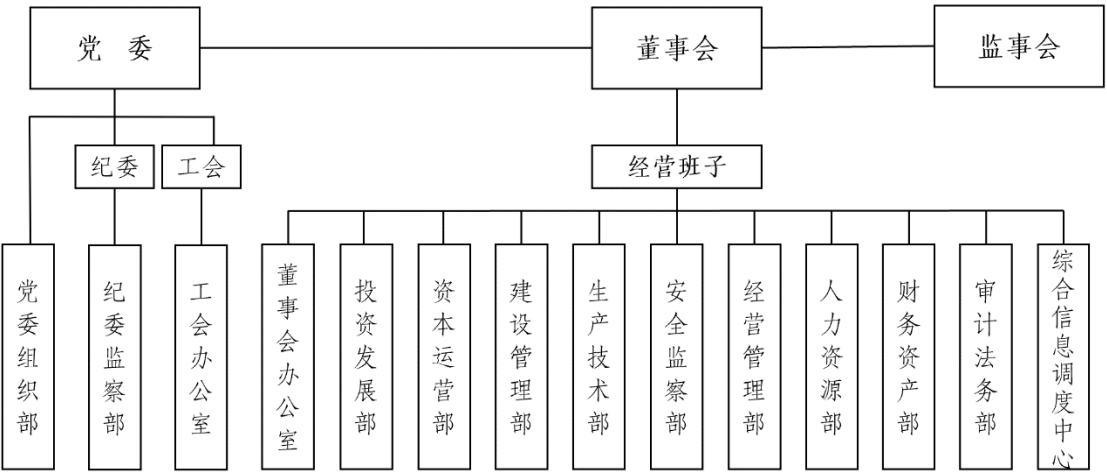 党 委
董事会
监事会
纪委
工会
经营班子
党委组织部
纪委监察部
工会办公室
董事会办公室
投资发展部
资本运营部
建设管理部
生产技术部
安全监察部
经营管理部
人力资源部
财务资产部
审计法务部
综合信息调度中心